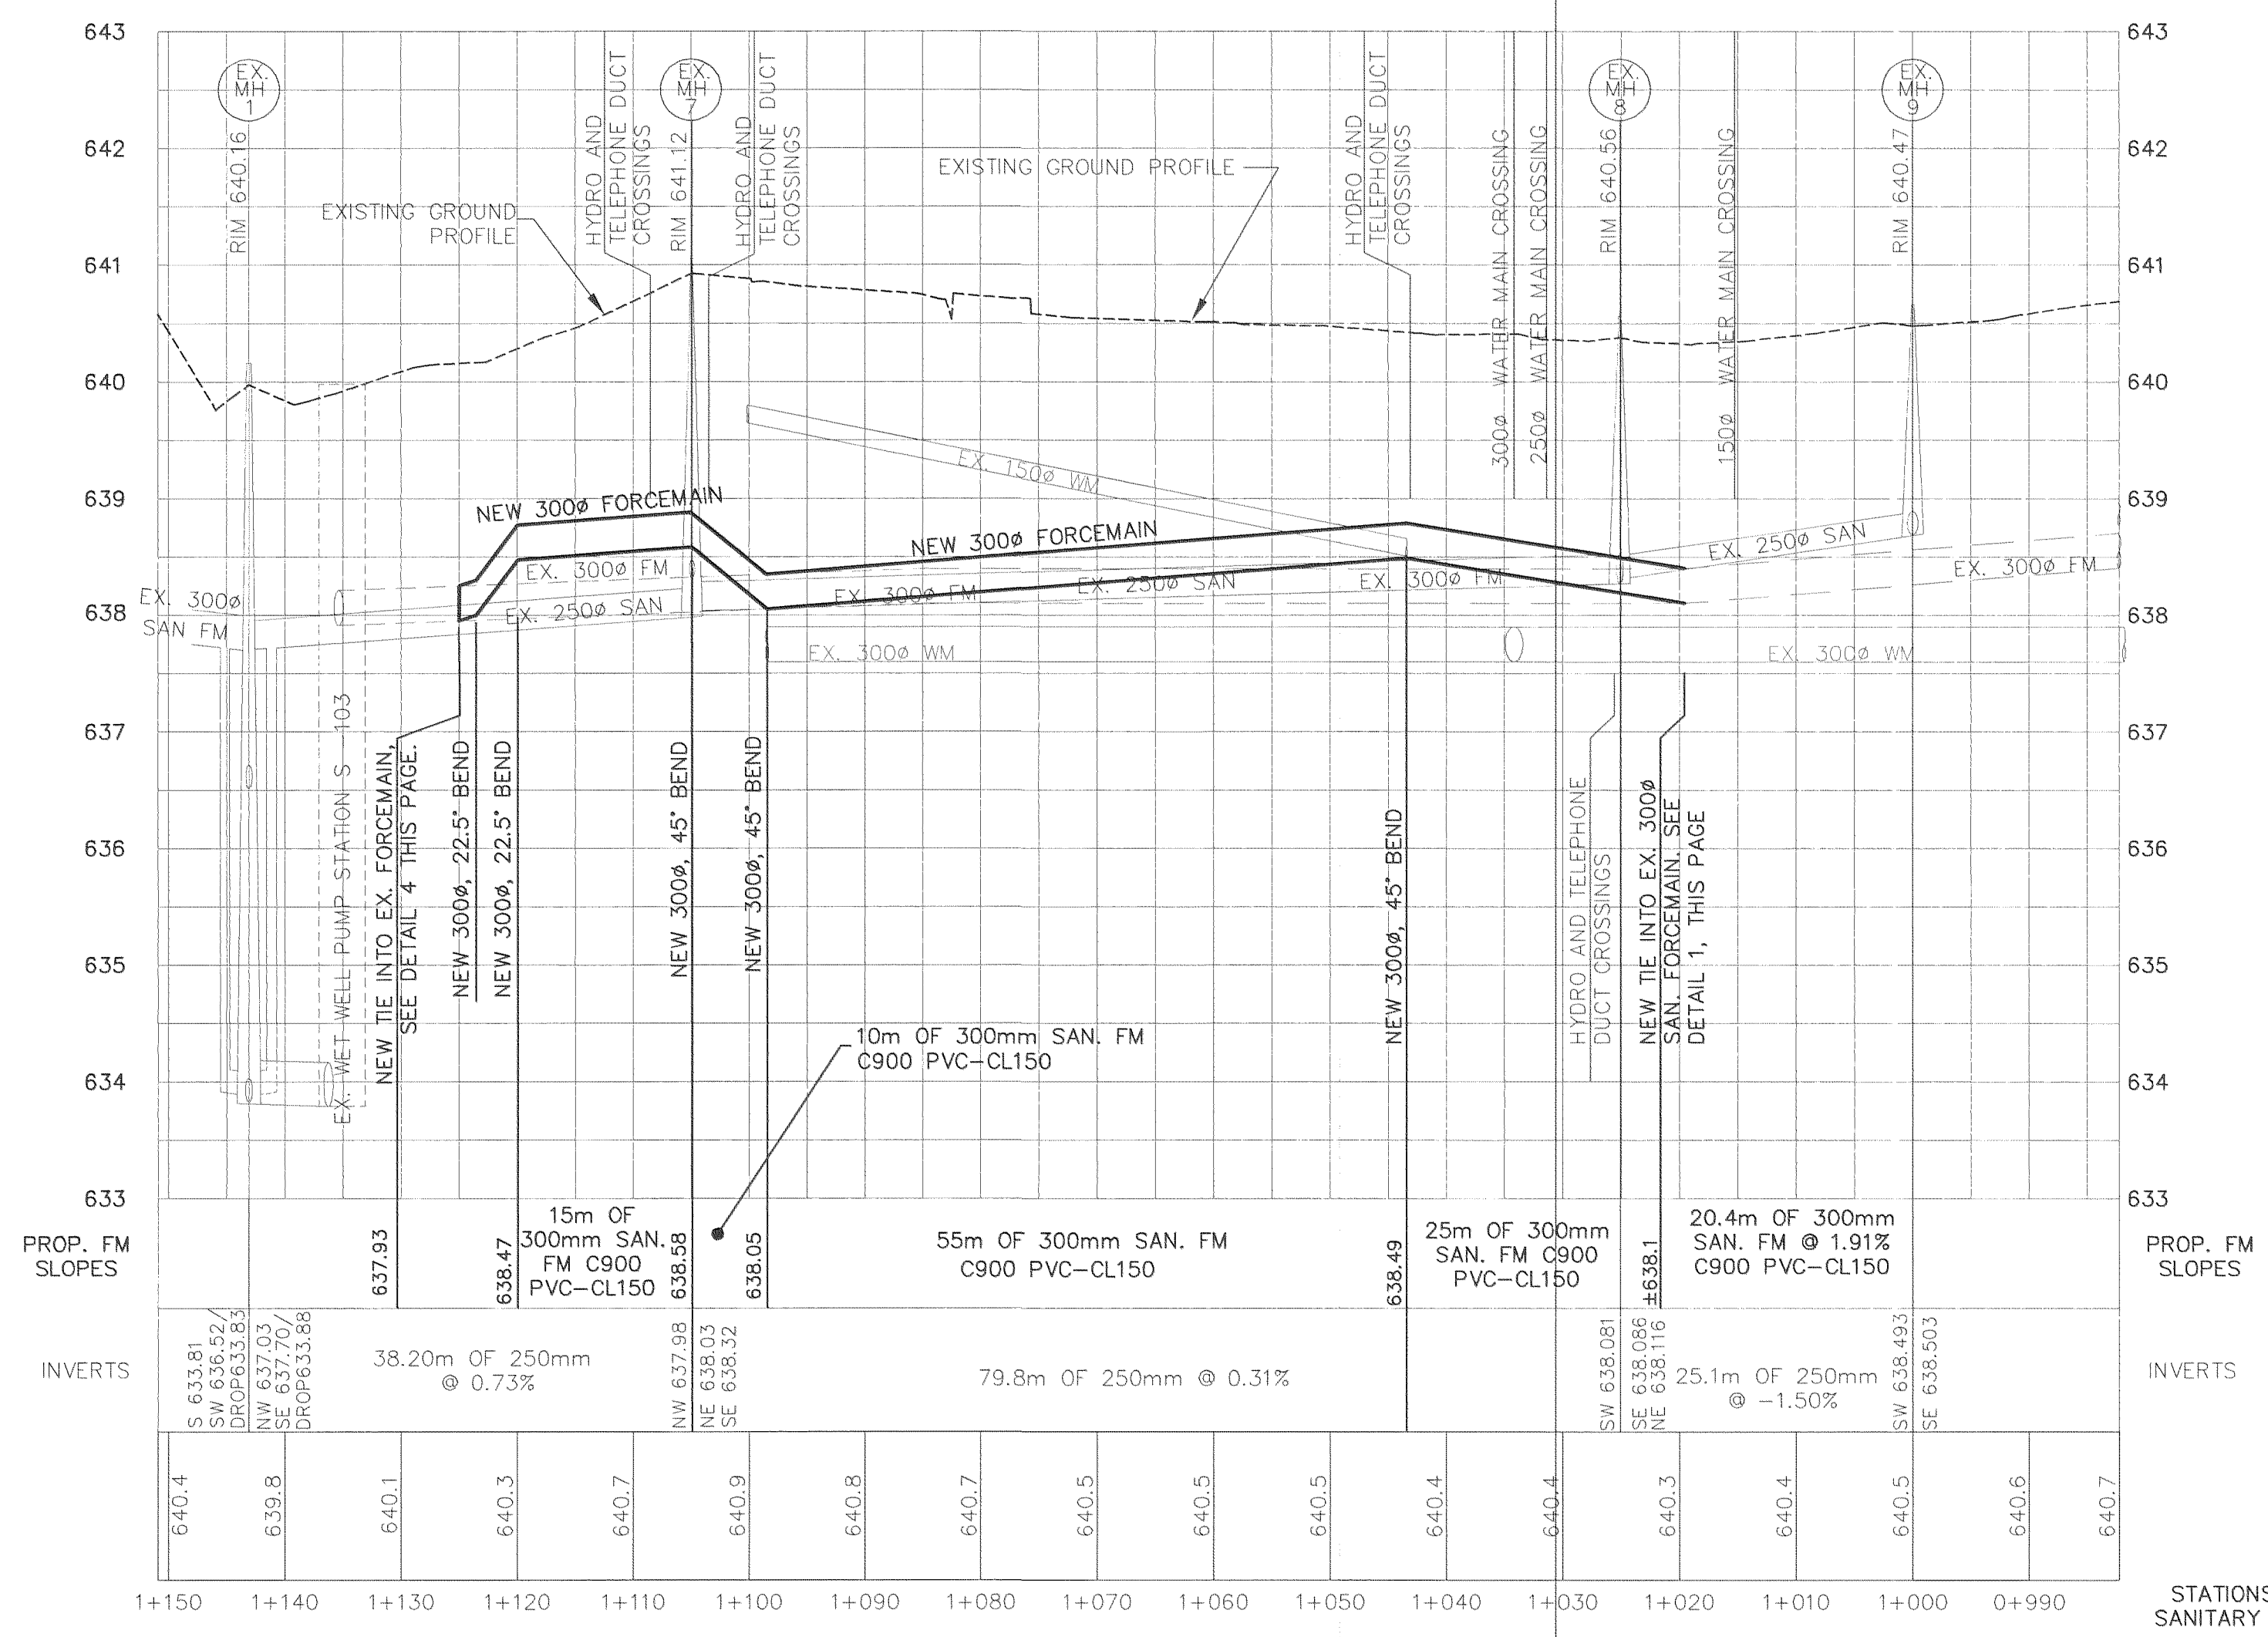 643
643
642
642
641
641
640
640
639
639
638
638
637
637
636
636
635
635
634
634
633
633
EX.
MH
1
RIM 640.16
EX.
MH
7
RIM 641.12
EX.
MH
8
RIM 640.56
EX.
MH
9
RIM 640.47
HYDRO AND
TELEPHONE DUCT
CROSSINGS
HYDRO AND
TELEPHONE DUCT
CROSSINGS
HYDRO AND
TELEPHONE DUCT
CROSSINGS
300ø WATER MAIN CROSSING
250ø WATER MAIN CROSSING
150ø WATER MAIN CROSSING
EXISTING GROUND
PROFILE
EXISTING GROUND PROFILE
EX. 150ø WM
NEW 300ø FORCEMAIN
NEW 300ø FORCEMAIN
EX. 300ø
SAN FM
EX. 300ø FM
EX. 250ø SAN
EX. 300ø FM
EX. 250ø SAN
EX. 300ø FM
EX. 250ø SAN
EX. 300ø FM
EX. 300ø WM
EX. 300ø WM
EX. WET WELL PUMP STATION S-103
NEW TIE INTO EX. FORCEMAIN,
SEE DETAIL 4 THIS PAGE.
NEW 300ø, 22.5° BEND
NEW 300ø, 22.5° BEND
NEW 300ø, 45° BEND
NEW 300ø, 45° BEND
NEW 300ø, 45° BEND
HYDRO AND TELEPHONE
DUCT CROSSINGS
NEW TIE INTO EX. 300ø
SAN. FORCEMAIN. SEE
DETAIL 1, THIS PAGE
10m OF 300mm SAN. FM
C900 PVC-CL150
PROP. FM
SLOPES
637.93
638.47
15m OF
300mm SAN.
FM C900
PVC-CL150
638.58
638.05
55m OF 300mm SAN. FM
C900 PVC-CL150
638.49
25m OF 300mm
SAN. FM C900
PVC-CL150
±638.1
20.4m OF 300mm
SAN. FM @ 1.91%
C900 PVC-CL150
PROP. FM
SLOPES
INVERTS
S 633.81
SW 636.52/
DROP633.83
NW 637.03
SE 637.70/
DROP633.88
38.20m OF 250mm
@ 0.73%
NW 637.98
NE 638.03
SE 638.32
79.8m OF 250mm @ 0.31%
SW 638.081
SE 638.086
NE 638.116
25.1m OF 250mm
@ -1.50%
SW 638.493
SE 638.503
INVERTS
640.4
639.8
640.1
640.3
640.7
640.9
640.8
640.7
640.5
640.5
640.5
640.4
640.4
640.3
640.4
640.5
640.6
640.7
1+150
1+140
1+130
1+120
1+110
1+100
1+090
1+080
1+070
1+060
1+050
1+040
1+030
1+020
1+010
1+000
0+990
STATIONS
SANITARY